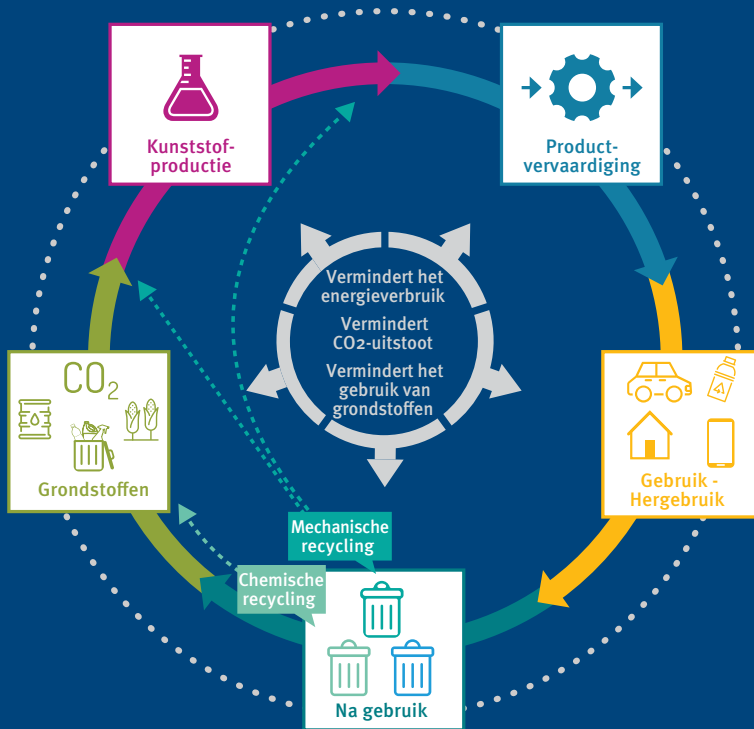 Kunststof-
productie
Product-
vervaardiging
Vermindert het
energieverbruik
Vermindert
CO2-uitstoot
Vermindert het
gebruik van
grondstoffen
CO₂
Grondstoffen
Gebruik -
Hergebruik
Mechanische
recycling
Chemische
recycling
Na gebruik